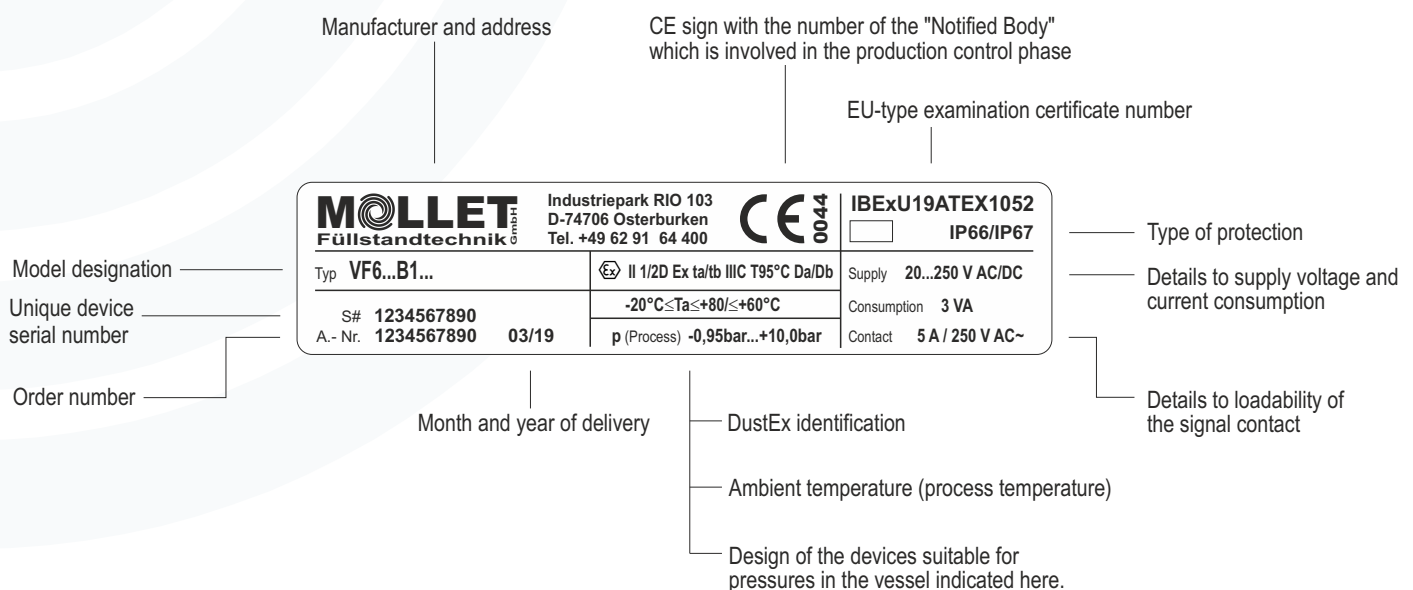 Manufacturer and address
CE sign with the number of the "Notified Body"
which is involved in the production control phase
EU-type examination certificate number
MOLLET
Füllstandtechnik GmbH
Industriepark RIO 103
D-74706 Osterburken
Tel. +49 62 91 64 400
CE 0044
IBExU19ATEX1052
IP66/IP67
Type of protection
Model designation
Typ VF6...B1...
Ex II 1/2D Ex ta/tb IIIC T95°C Da/Db
Supply 20...250 V AC/DC
Details to supply voltage and
current consumption
Unique device
serial number
S# 1234567890
-20°C≤Ta≤+80/≤+60°C
Consumption 3 VA
A.- Nr. 1234567890 03/19
p (Process) -0,95bar...+10,0bar
Contact 5 A / 250 V AC~
Order number
Month and year of delivery
DustEx identification
Details to loadability of
the signal contact
Ambient temperature (process temperature)
Design of the devices suitable for
pressures in the vessel indicated here.